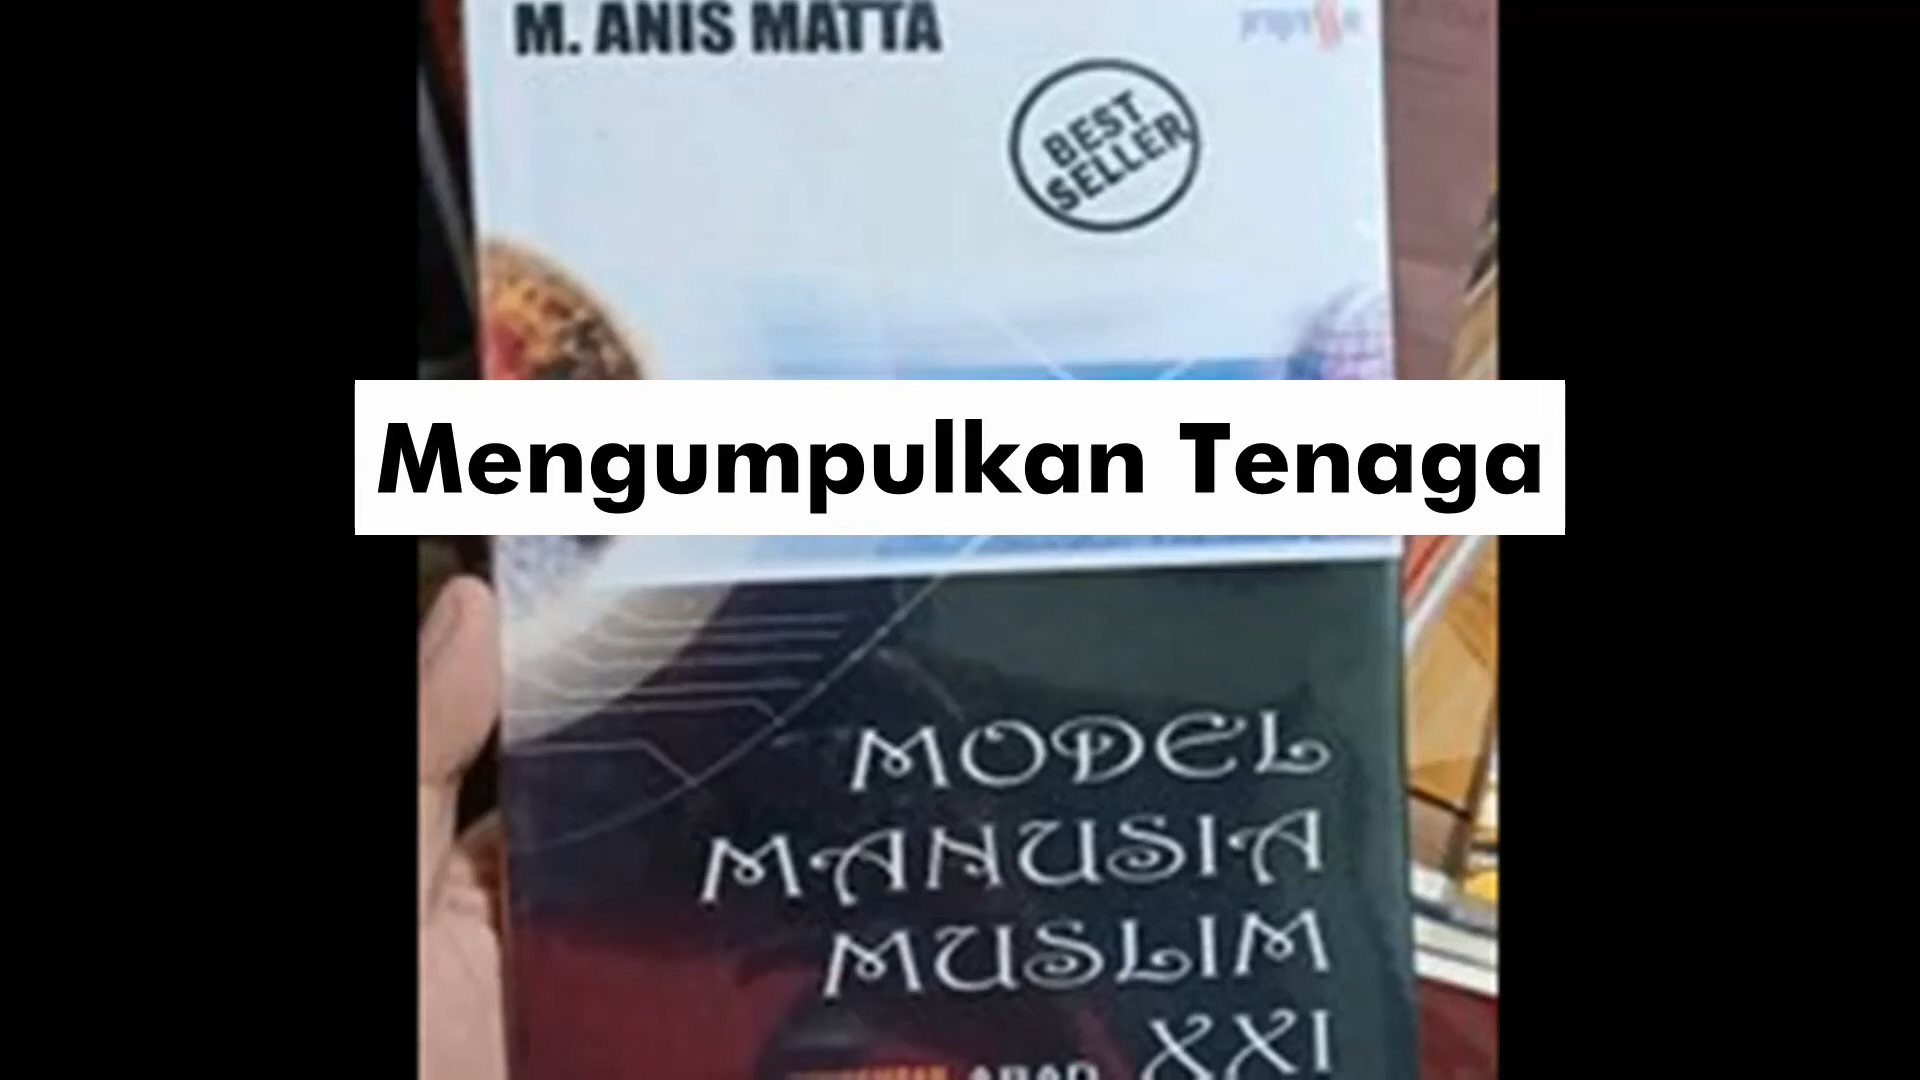 M. ANIS MATTA
BEST
SELLER
Mengumpulkan Tenaga
MODEL
MANUSIA
MUSLIM
XXI